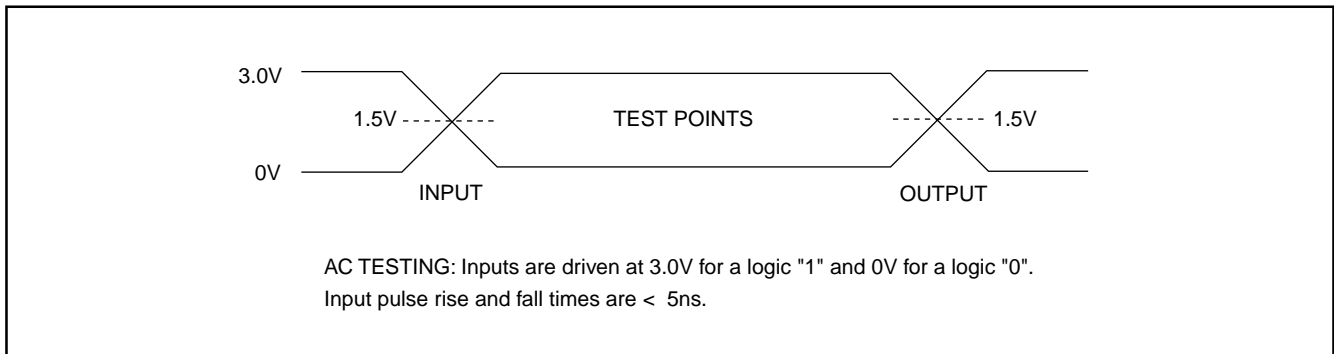 3.0V
1.5V
TEST POINTS
1.5V
0V
INPUT
OUTPUT
AC TESTING: Inputs are driven at 3.0V for a logic "1" and 0V for a logic "0".
Input pulse rise and fall times are < 5ns.